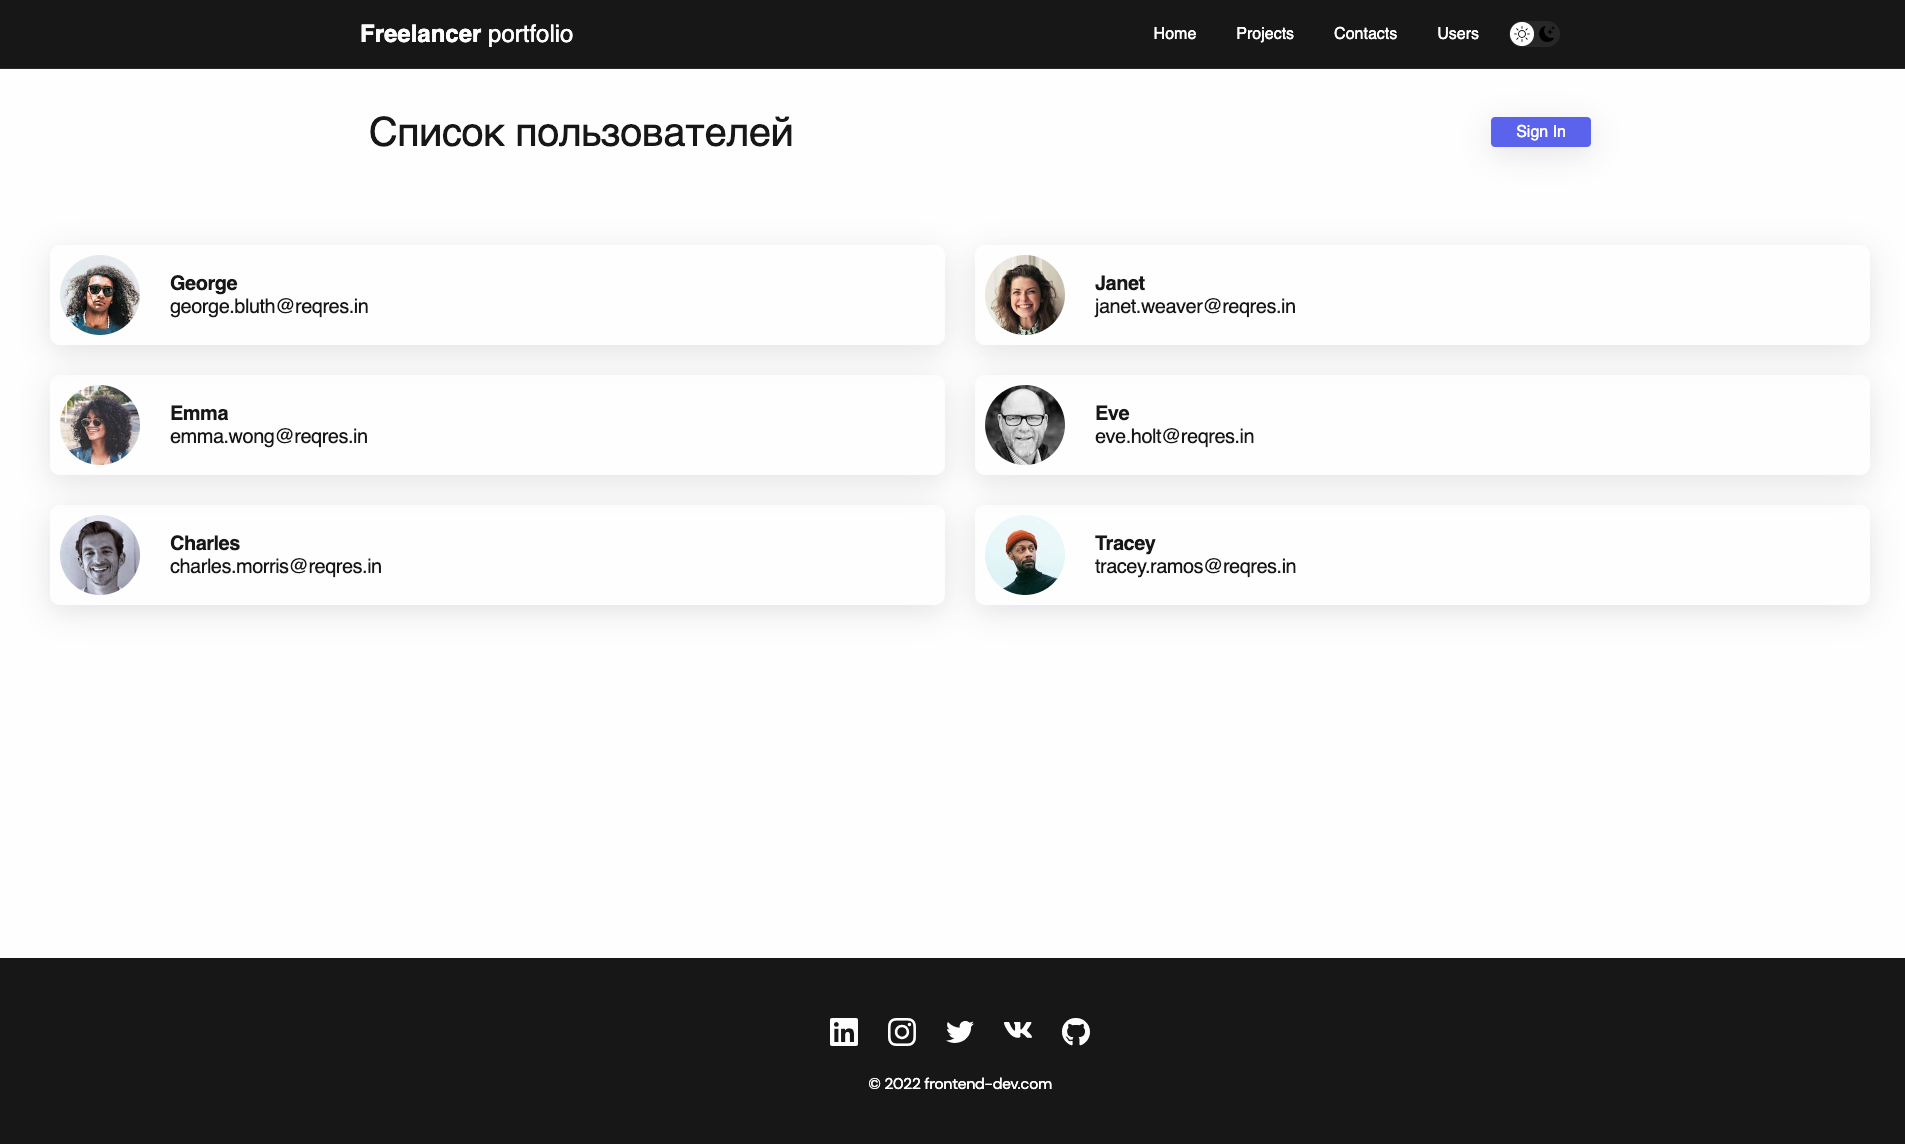 Freelancer portfolio
Home Projects Contacts Users
Список пользователей
Sign In
George
george.bluth@reqres.in
Janet
janet.weaver@reqres.in
Emma
emma.wong@reqres.in
Eve
eve.holt@reqres.in
Charles
charles.morris@reqres.in
Tracey
tracey.ramos@reqres.in
© 2022 frontend-dev.com